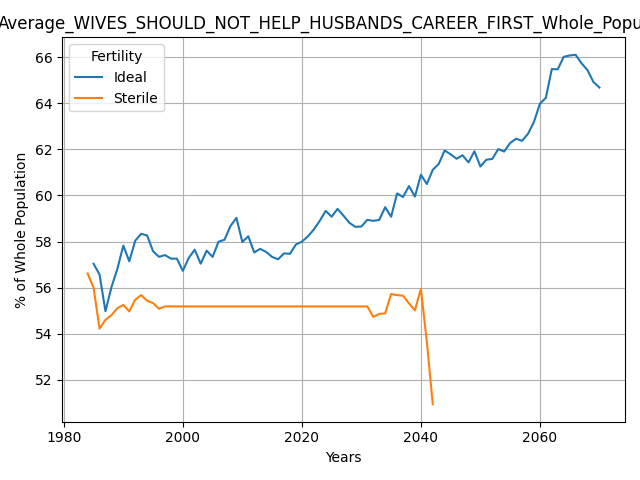 Average_WIVES_SHOULD_NOT_HELP_HUSBANDS_CAREER_FIRST_Whole_Popu
Fertility
Ideal
Sterile
% of Whole Population
66
64
62
60
58
56
54
52
1980
2000
2020
2040
2060
Years